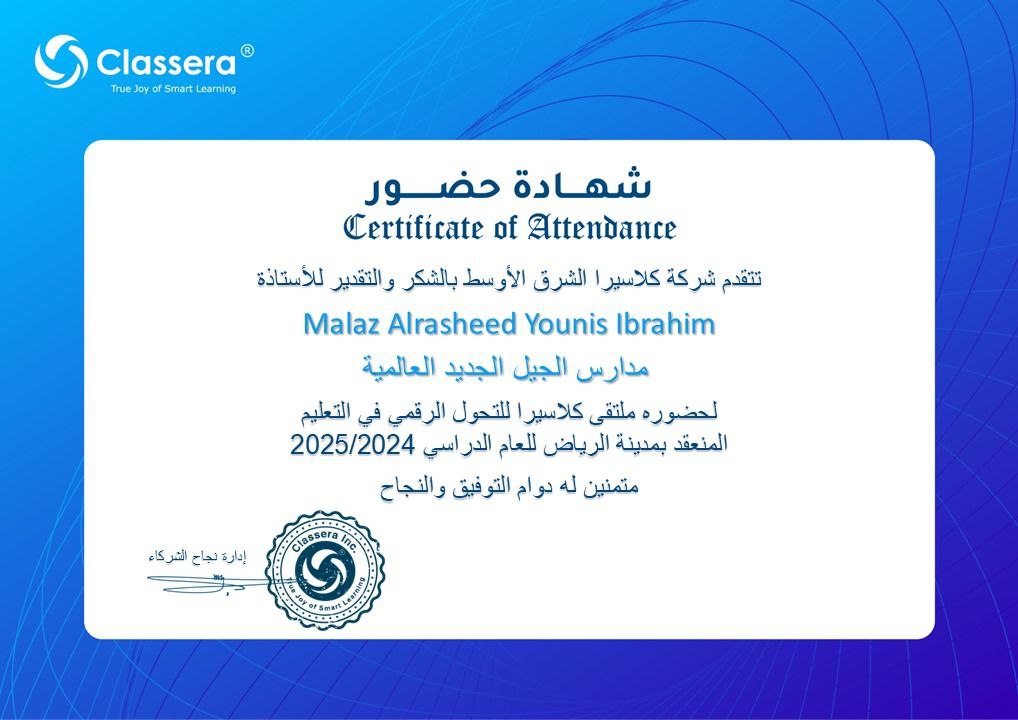 Classera®
True Joy of Smart Learning
شهادة حضور
Certificate of Attendance
تتقدم شركة كلاسيرا الشرق الأوسط بالشكر والتقدير للأستاذة
Malaz Alrasheed Younis Ibrahim
مدارس الجيل الجديد العالمية
لحضوره ملتقى كلاسيرا للتحول الرقمي في التعليم
المنعقد بمدينة الرياض للعام الدراسي 2025/2024
متمنين له دوام التوفيق والنجاح
إدارة نجاح الشركاء
Classera Inc.
True Joy of Smart Learning